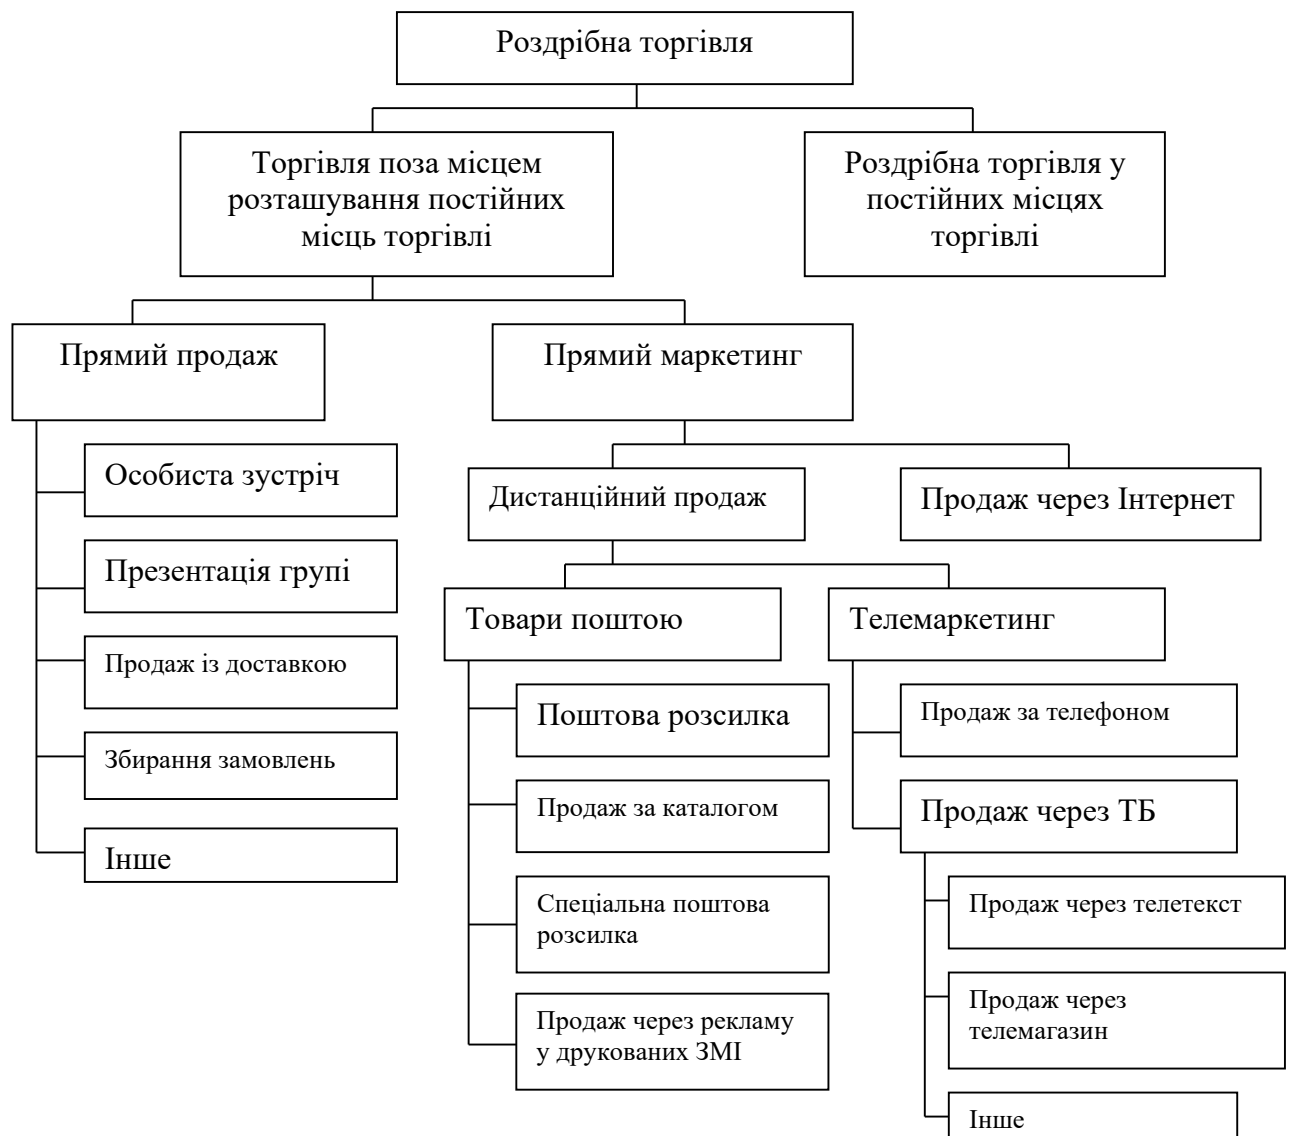 Роздрібна торгівля
Торгівля поза місцем
розташування постійних
місць торгівлі
Роздрібна торгівля у
постійних місцях
торгівлі
Прямий продаж
Прямий маркетинг
Особиста зустріч
Презентація групі
Продаж із доставкою
Збирання замовлень
Інше
Дистанційний продаж
Продаж через Інтернет
Товари поштою
Телемаркетинг
Поштова розсилка
Продаж за каталогом
Спеціальна поштова
розсилка
Продаж через рекламу
у друкованих ЗМІ
Продаж за телефоном
Продаж через ТБ
Продаж через телетекст
Продаж через
телемагазин
Інше